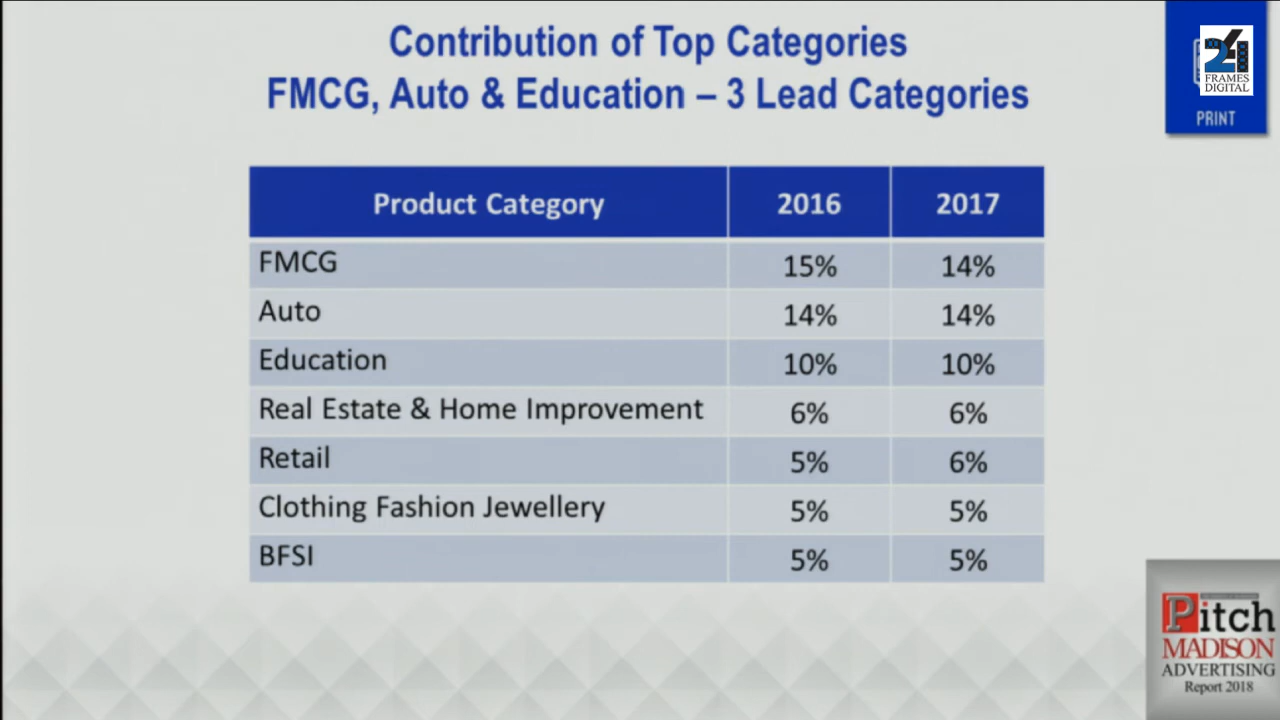 Contribution of Top Categories
FMCG, Auto & Education – 3 Lead Categories
24
FRAMES
DIGITAL
PRINT
Product Category 2016 2017
FMCG 15% 14%
Auto 14% 14%
Education 10% 10%
Real Estate & Home Improvement 6% 6%
Retail 5% 6%
Clothing Fashion Jewellery 5% 5%
BFSI 5% 5%
Pitch
MADISON
ADVERTISING
Report 2018